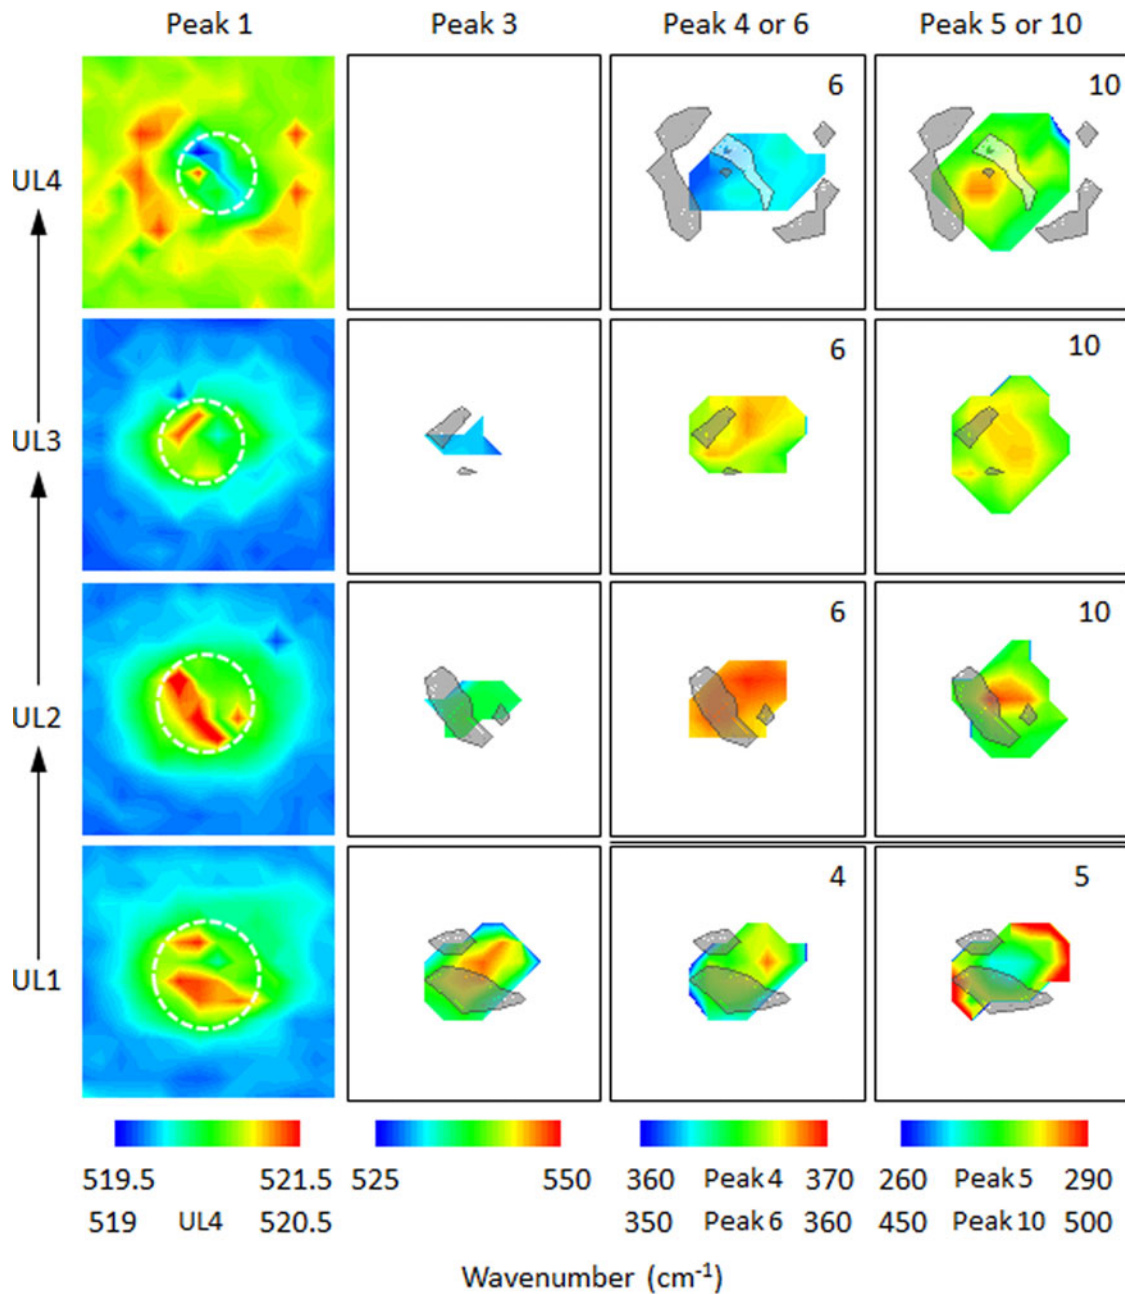 Peak 1 Peak 3 Peak 4 or 6 Peak 5 or 10
UL4 6 10
UL3 6 10
UL2 6 10
UL1 4 5
519.5 521.5 525 550 360 Peak 4 370 260 Peak 5 290
519 UL4 520.5 350 Peak 6 360 450 Peak 10 500
Wavenumber (cm⁻¹)